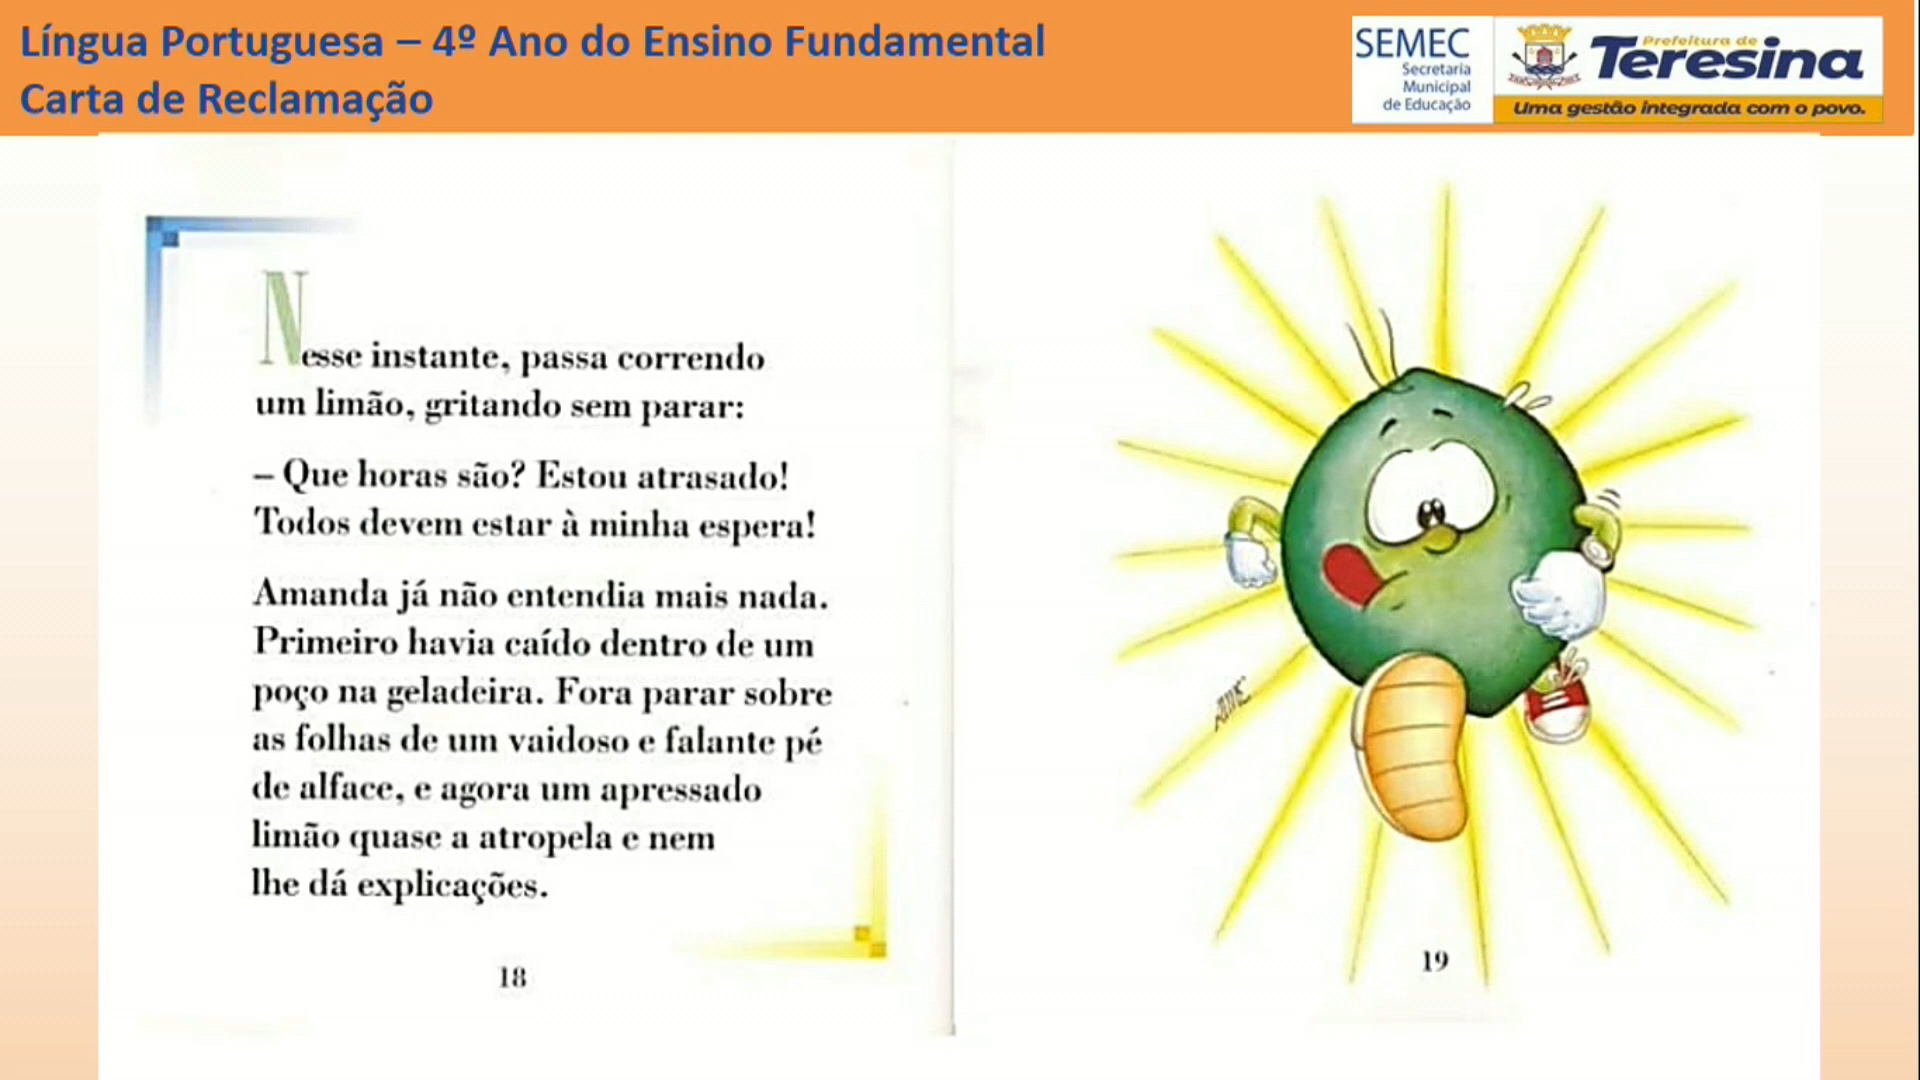 Língua Portuguesa – 4º Ano do Ensino Fundamental
Carta de Reclamação
SEMEC
Secretaria
Municipal
de Educação
Prefeitura de
Teresina
Uma gestão integrada com o povo.
Nesse instante, passa correndo
um limão, gritando sem parar:
– Que horas são? Estou atrasado!
Todos devem estar à minha espera!
Amanda já não entendia mais nada.
Primeiro havia caído dentro de um
poço na geladeira. Fora parar sobre
as folhas de um vaidoso e falante pé
de alface, e agora um apressado
limão quase a atropela e nem
lhe dá explicações.
18
19